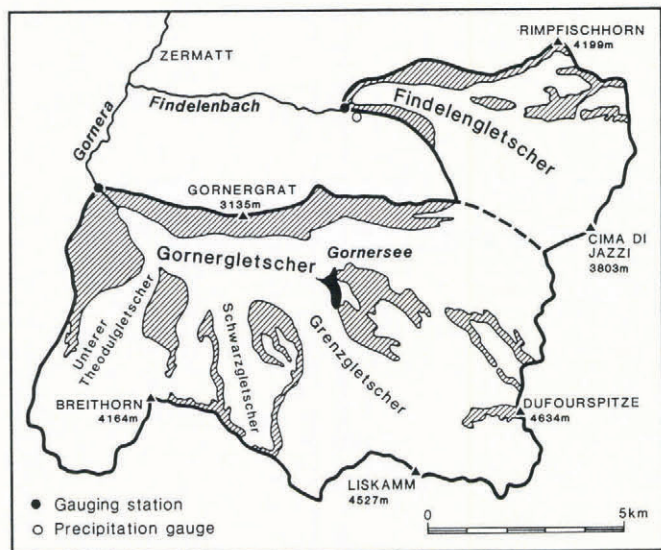 RIMPFISCHHORN
4199m
ZERMATT
Findelenbach
Findelengletscher
Gornera
GORNERGRAT
3135m
CIMA DI
JAZZI
3803m
Gornergletscher
Gornersee
Unterer
Theodulgletscher
Schwarzgletscher
Grenzgletscher
BREITHORN
4164m
DUFOURSPITZE
4634m
LISKAMM
4527m
Gauging station
Precipitation gauge
0 5km